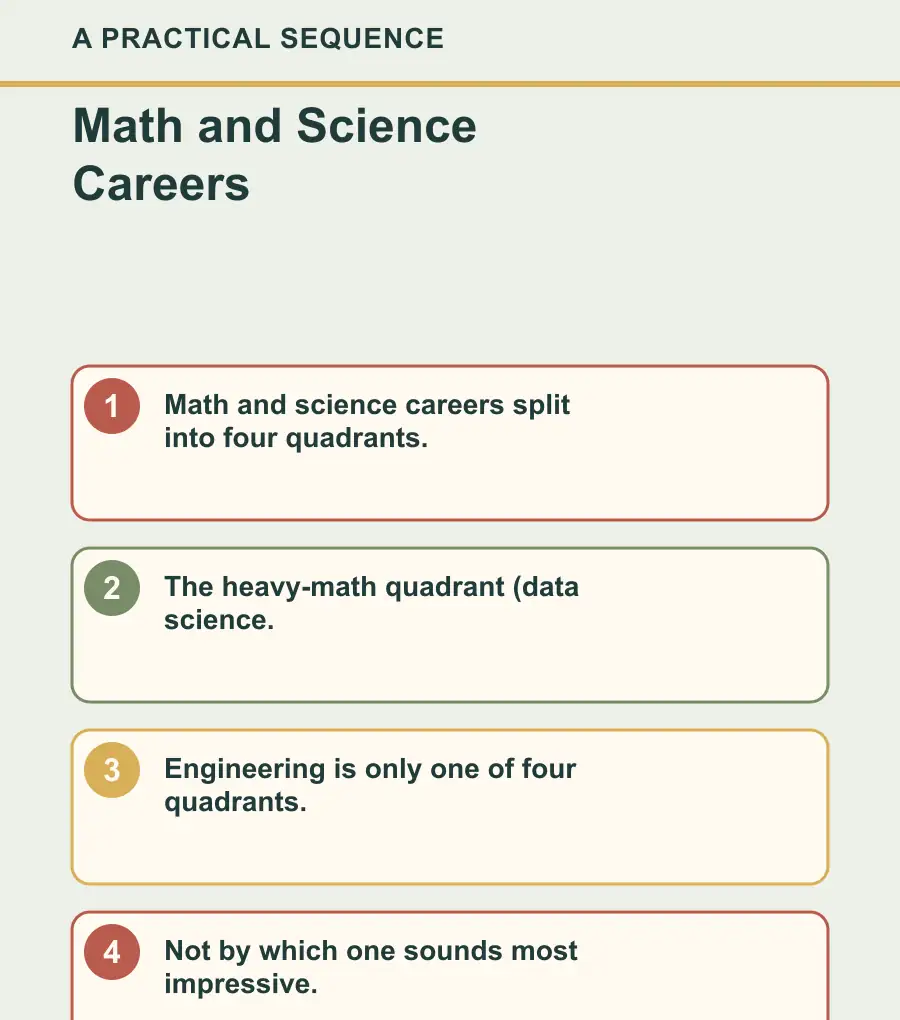 A PRACTICAL SEQUENCE
Math and Science
Careers
1
Math and science careers split
into four quadrants.
2
The heavy-math quadrant (data
science.
3
Engineering is only one of four
quadrants.
4
Not by which one sounds most
impressive.